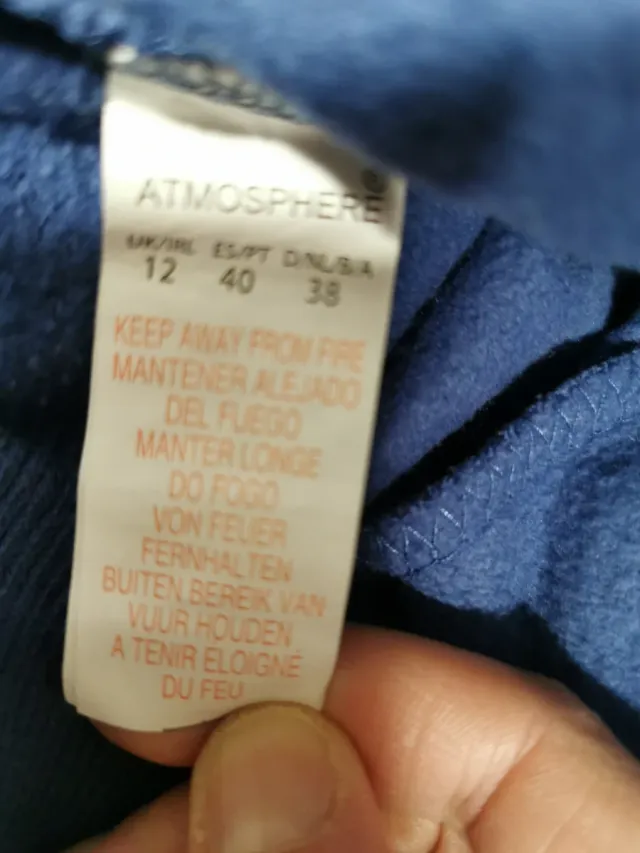 ATMOSPHERE®
UK/IRL ES/PT D/NL/B/A
12 40 38
KEEP AWAY FROM FIRE
MANTENER ALEJADO
DEL FUEGO
MANTER LONGE
DO FOGO
VON FEUER
FERNHALTEN
BUITEN BEREIK VAN
VUUR HOUDEN
A TENIR ELOIGNÉ
DU FEU